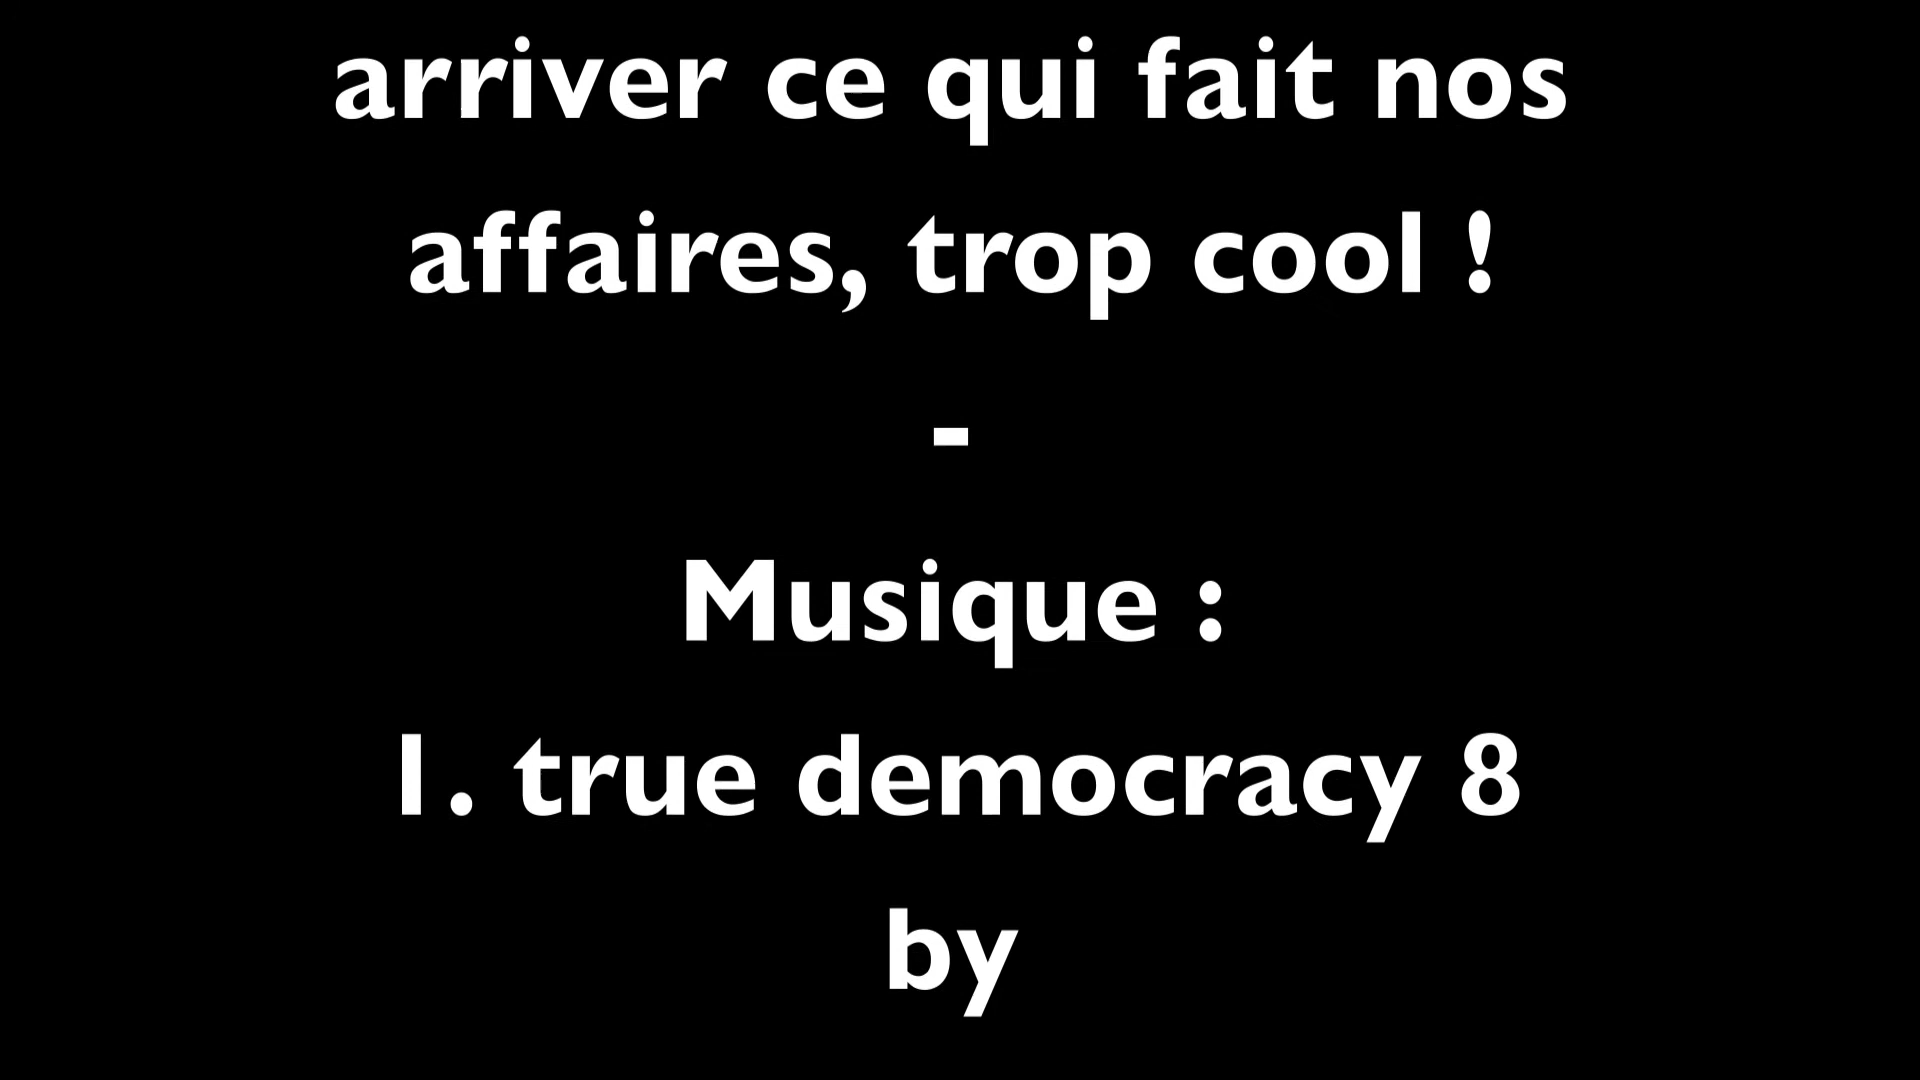 arriver ce qui fait nos
affaires, trop cool !
-
Musique :
1. true democracy 8
by